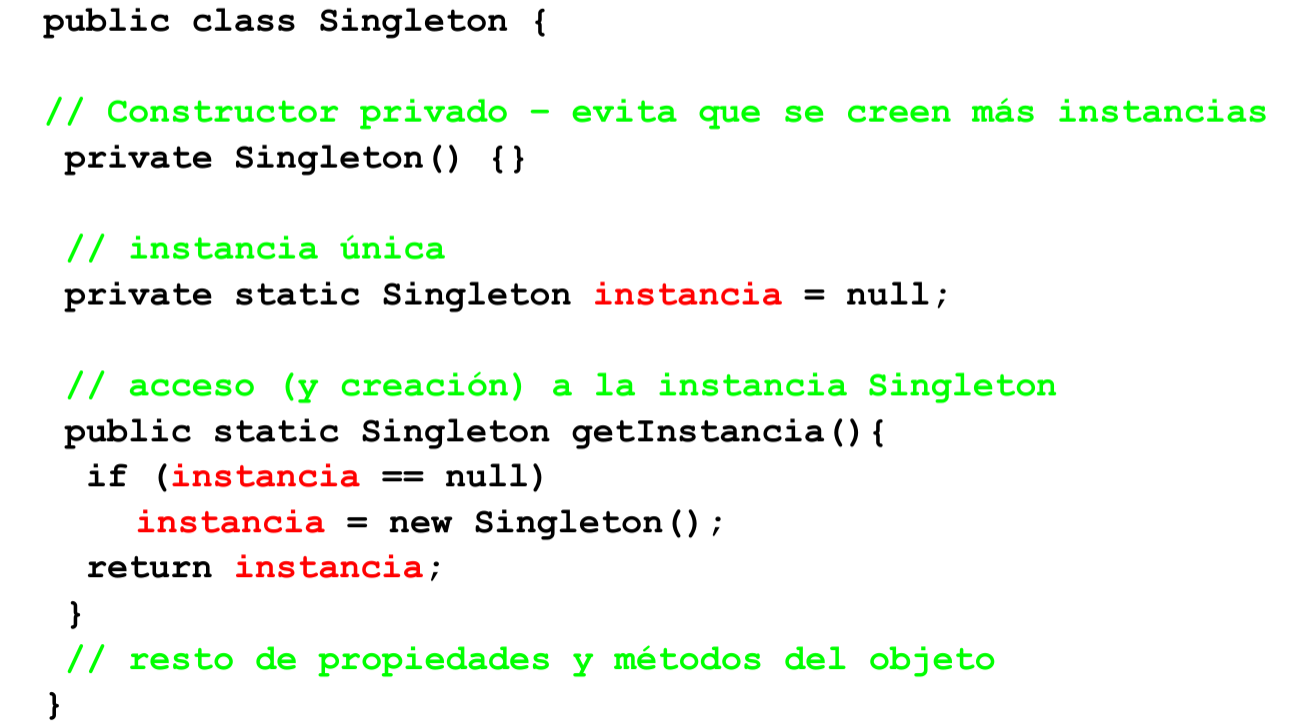 public class Singleton {
// Constructor privado – evita que se creen más instancias
private Singleton() {}
// instancia única
private static Singleton instancia = null;
// acceso (y creación) a la instancia Singleton
public static Singleton getInstancia(){
if (instancia == null)
instancia = new Singleton();
return instancia;
}
// resto de propiedades y métodos del objeto
}